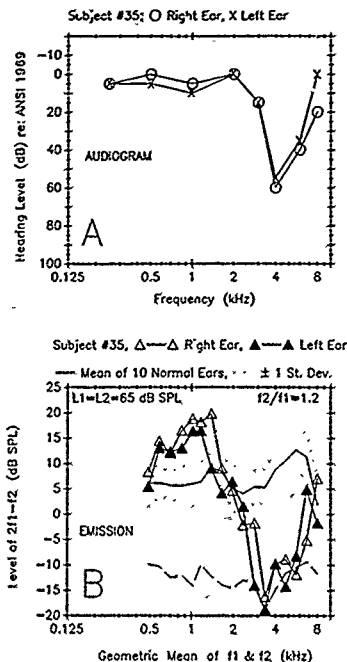 Subject #35; O Right Ear, X Left Ear
Hearing Level (dB) re: ANSI 1969
-10
0
20
40
60
80
100
AUDIOGRAM
A
0.125
0.5
1
2
4
8
Frequency (kHz)
Subject #35, △—△ Right Ear, ▲—▲ Left Ear
— Mean of 10 Normal Ears, ± 1 St. Dev.
Level of 2f1-f2 (dB SPL)
25
20
15
10
5
0
-5
-10
-15
-20
L1=L2=65 dB SPL
f2/f1=1.2
EMISSION
B
0.125
0.5
1
2
4
8
Geometric Mean of f1 & f2 (kHz)